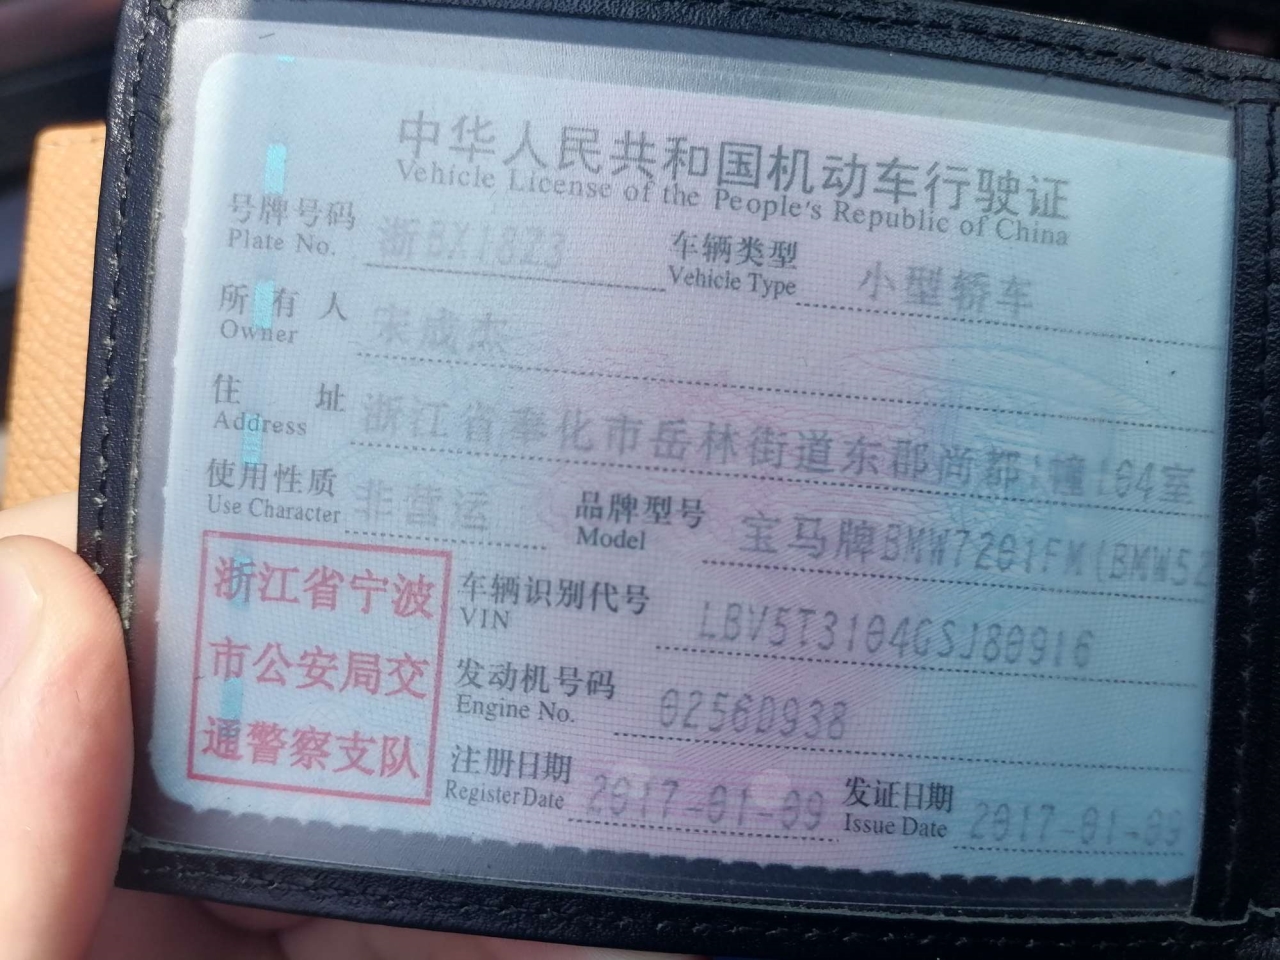 中华人民共和国机动车行驶证
Vehicle License of the People's Republic of China
号牌号码 浙BX1823 车辆类型 小型轿车
Plate No. Vehicle Type
所有人 宋成杰
Owner
住址 浙江省奉化市岳林街道东郡尚都1幢104室
Address
使用性质 非营运 品牌型号 宝马牌BMW7201FM(BMW52
Use Character Model
浙江省宁波
市公安局交
通警察支队
车辆识别代号 LBV5T3104GSJ80916
VIN
发动机号码 0256D938
Engine No.
注册日期 2017-01-09 发证日期 2017-01-09
Register Date Issue Date